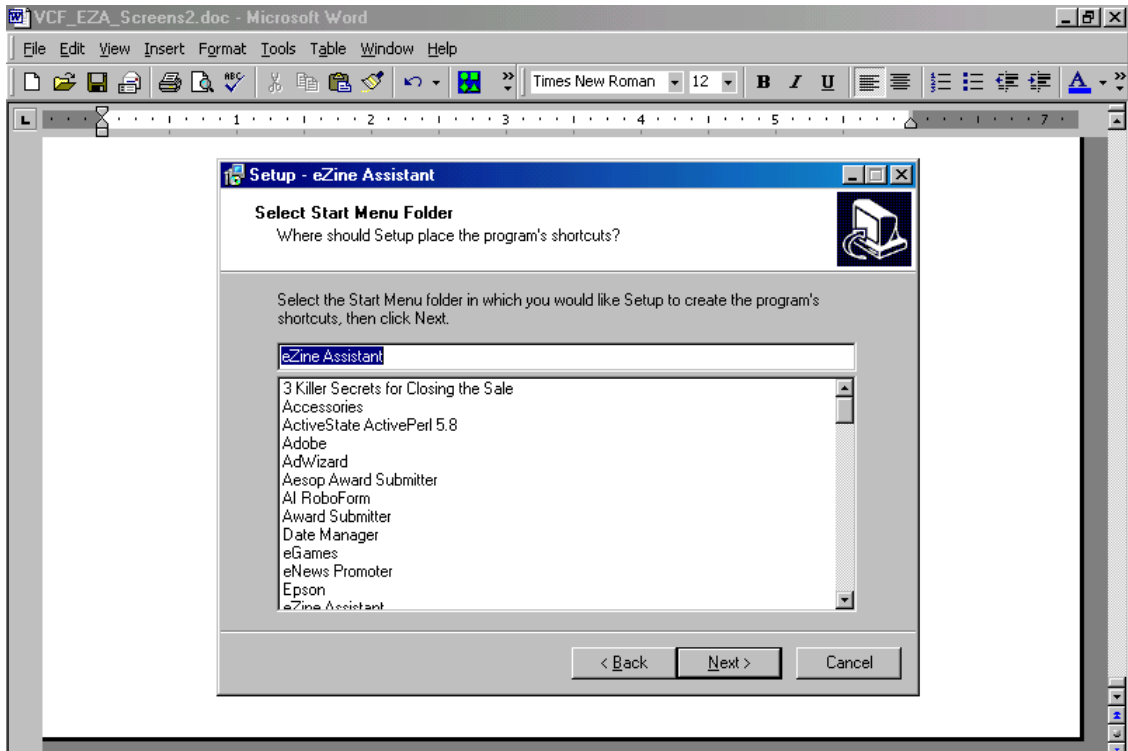 VCF_EZA_Screens2.doc - Microsoft Word
File Edit View Insert Format Tools Table Window Help
ABC Times New Roman 12 B I U A
1 2 3 4 5 7
Setup - eZine Assistant
Select Start Menu Folder
Where should Setup place the program's shortcuts?
Select the Start Menu folder in which you would like Setup to create the program's
shortcuts, then click Next.
eZine Assistant
3 Killer Secrets for Closing the Sale
Accessories
ActiveState ActivePerl 5.8
Adobe
AdWizard
Aesop Award Submitter
AI RoboForm
Award Submitter
Date Manager
eGames
eNews Promoter
Epson
eZine Assistant
< Back Next > Cancel